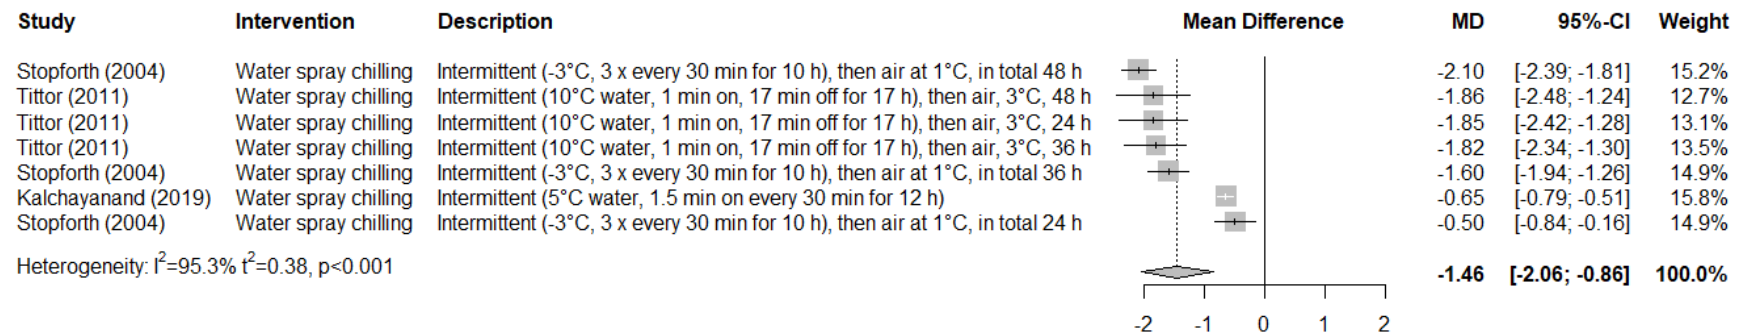 Study Intervention Description Mean Difference MD 95%-CI Weight
Stopforth (2004) Water spray chilling Intermittent (-3°C, 3 x every 30 min for 10 h), then air at 1°C, in total 48 h -2.10 [-2.39; -1.81] 15.2%
Tittor (2011) Water spray chilling Intermittent (10°C water, 1 min on, 17 min off for 17 h), then air, 3°C, 48 h -1.86 [-2.48; -1.24] 12.7%
Tittor (2011) Water spray chilling Intermittent (10°C water, 1 min on, 17 min off for 17 h), then air, 3°C, 24 h -1.85 [-2.42; -1.28] 13.1%
Tittor (2011) Water spray chilling Intermittent (10°C water, 1 min on, 17 min off for 17 h), then air, 3°C, 36 h -1.82 [-2.34; -1.30] 13.5%
Stopforth (2004) Water spray chilling Intermittent (-3°C, 3 x every 30 min for 10 h), then air at 1°C, in total 36 h -1.60 [-1.94; -1.26] 14.9%
Kalchayanand (2019) Water spray chilling Intermittent (5°C water, 1.5 min on every 30 min for 12 h) -0.65 [-0.79; -0.51] 15.8%
Stopforth (2004) Water spray chilling Intermittent (-3°C, 3 x every 30 min for 10 h), then air at 1°C, in total 24 h -0.50 [-0.84; -0.16] 14.9%
Heterogeneity: I²=95.3% t²=0.38, p<0.001 -1.46 [-2.06; -0.86] 100.0%
-2 -1 0 1 2